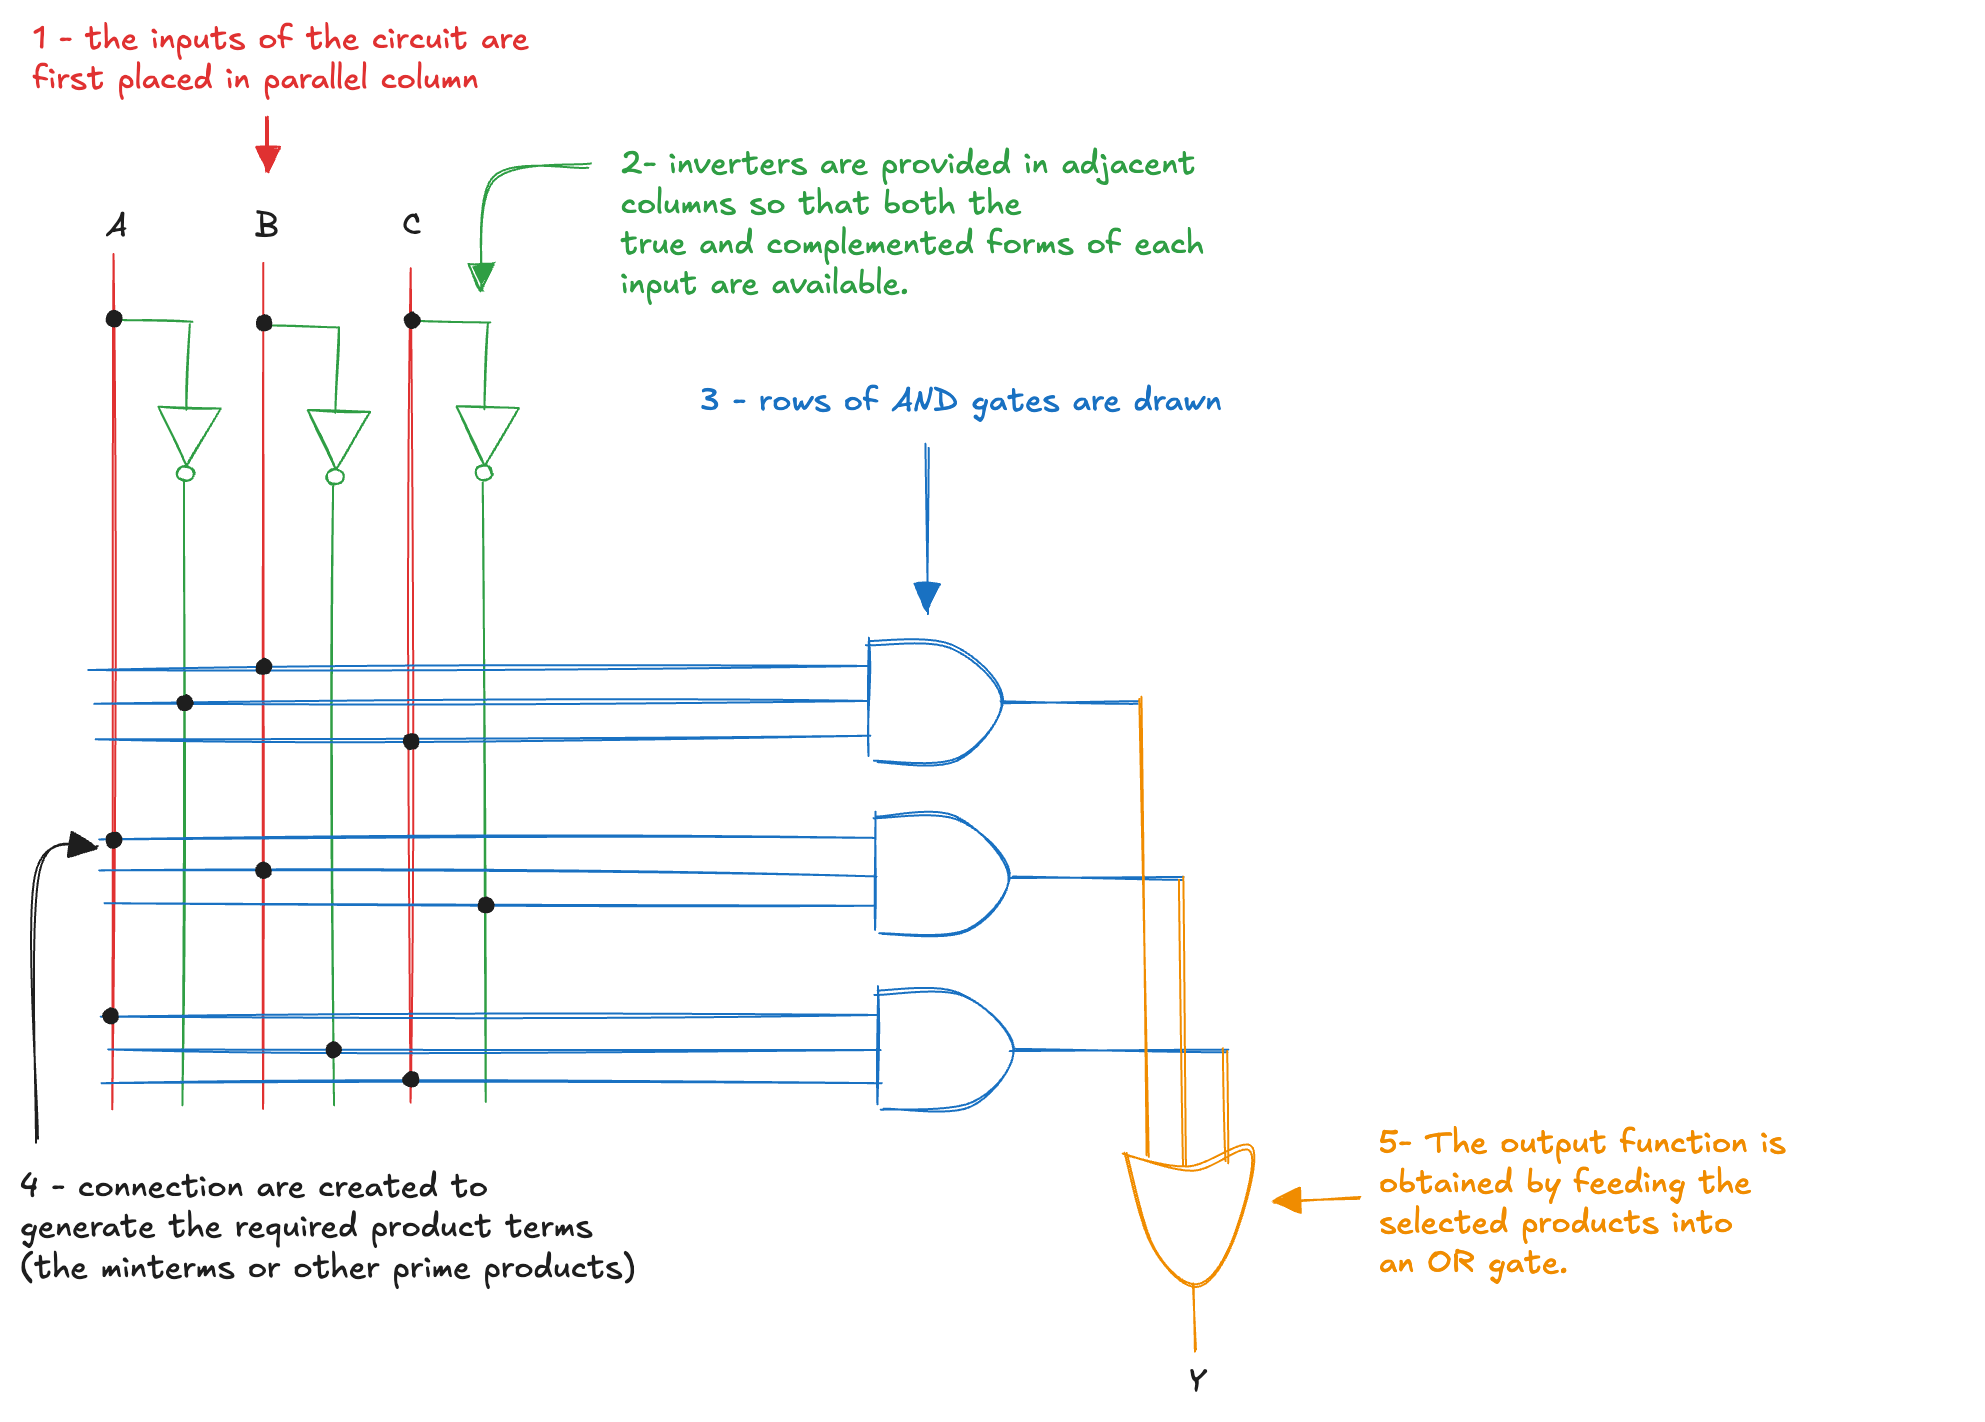 1 - the inputs of the circuit are
first placed in parallel column
2- inverters are provided in adjacent
columns so that both the
true and complemented forms of each
input are available.
A
B
C
3 - rows of AND gates are drawn
4 - connection are created to
generate the required product terms
(the minterms or other prime products)
5- The output function is
obtained by feeding the
selected products into
an OR gate.
Y